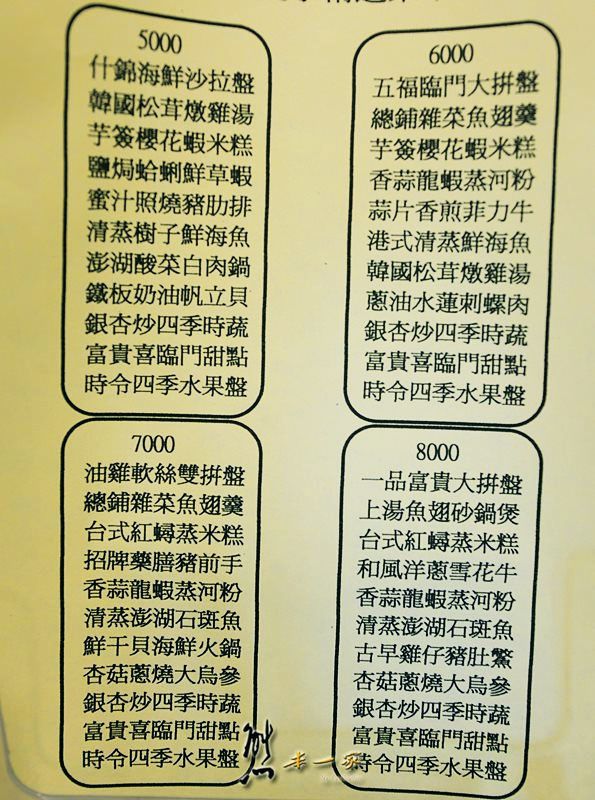 5000
什錦海鮮沙拉盤
韓國松茸燉雞湯
芋簽櫻花蝦米糕
鹽焗蛤蜊鮮草蝦
蜜汁照燒豬肋排
清蒸樹子鮮海魚
澎湖酸菜白肉鍋
鐵板奶油帆立貝
銀杏炒四季時蔬
富貴喜臨門甜點
時令四季水果盤
6000
五福臨門大拚盤
總鋪雜菜魚翅羹
芋簽櫻花蝦米糕
香蒜龍蝦蒸河粉
蒜片香煎菲力牛
港式清蒸鮮海魚
韓國松茸燉雞湯
蔥油水蓮刺螺肉
銀杏炒四季時蔬
富貴喜臨門甜點
時令四季水果盤
7000
油雞軟絲雙拚盤
總鋪雜菜魚翅羹
台式紅蟳蒸米糕
招牌藥膳豬前手
香蒜龍蝦蒸河粉
清蒸澎湖石斑魚
鮮干貝海鮮火鍋
杏菇蔥燒大烏參
銀杏炒四季時蔬
富貴喜臨門甜點
時令四季水果盤
8000
一品富貴大拚盤
上湯魚翅砂鍋煲
台式紅蟳蒸米糕
和風洋蔥雪花牛
香蒜龍蝦蒸河粉
清蒸澎湖石斑魚
古早雞仔豬肚鱉
杏菇蔥燒大烏參
銀杏炒四季時蔬
富貴喜臨門甜點
時令四季水果盤
熊